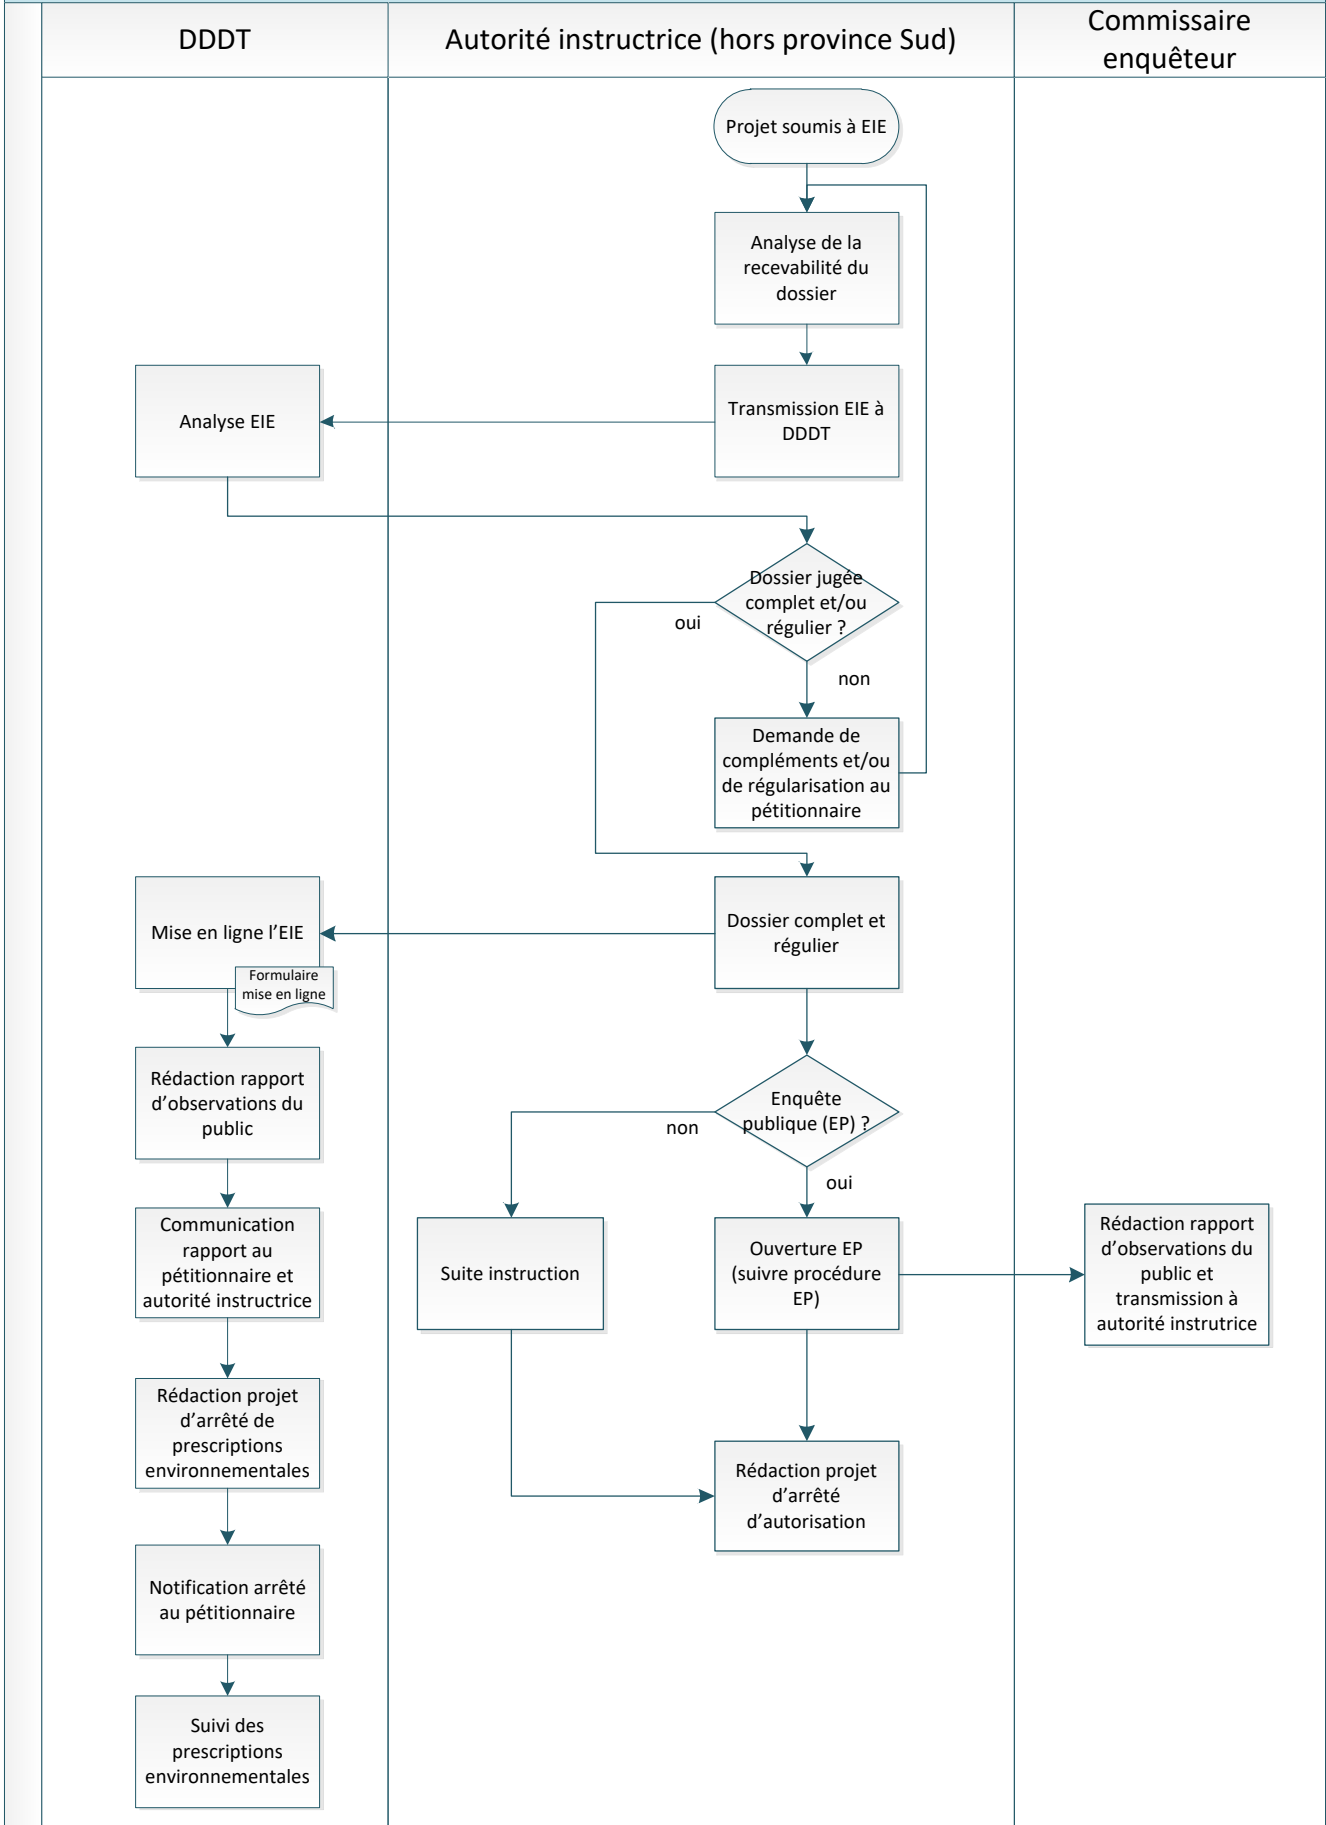 DDDT
Autorité instructrice (hors province Sud)
Commissaire
enquêteur
Projet soumis à EIE
Analyse de la
recevabilité du
dossier
Analyse EIE
Transmission EIE à
DDDT
Dossier jugée
complet et/ou
régulier ?
oui
non
Demande de
compléments et/ou
de régularisation au
pétitionnaire
Mise en ligne l’EIE
Formulaire
mise en ligne
Dossier complet et
régulier
Rédaction rapport
d’observations du
public
Enquête
publique (EP) ?
non
oui
Communication
rapport au
pétitionnaire et
autorité instructrice
Suite instruction
Ouverture EP
(suivre procédure
EP)
Rédaction rapport
d’observations du
public et
transmission à
autorité instrutrice
Rédaction projet
d’arrêté de
prescriptions
environnementales
Rédaction projet
d’arrêté
d’autorisation
Notification arrêté
au pétitionnaire
Suivi des
prescriptions
environnementales